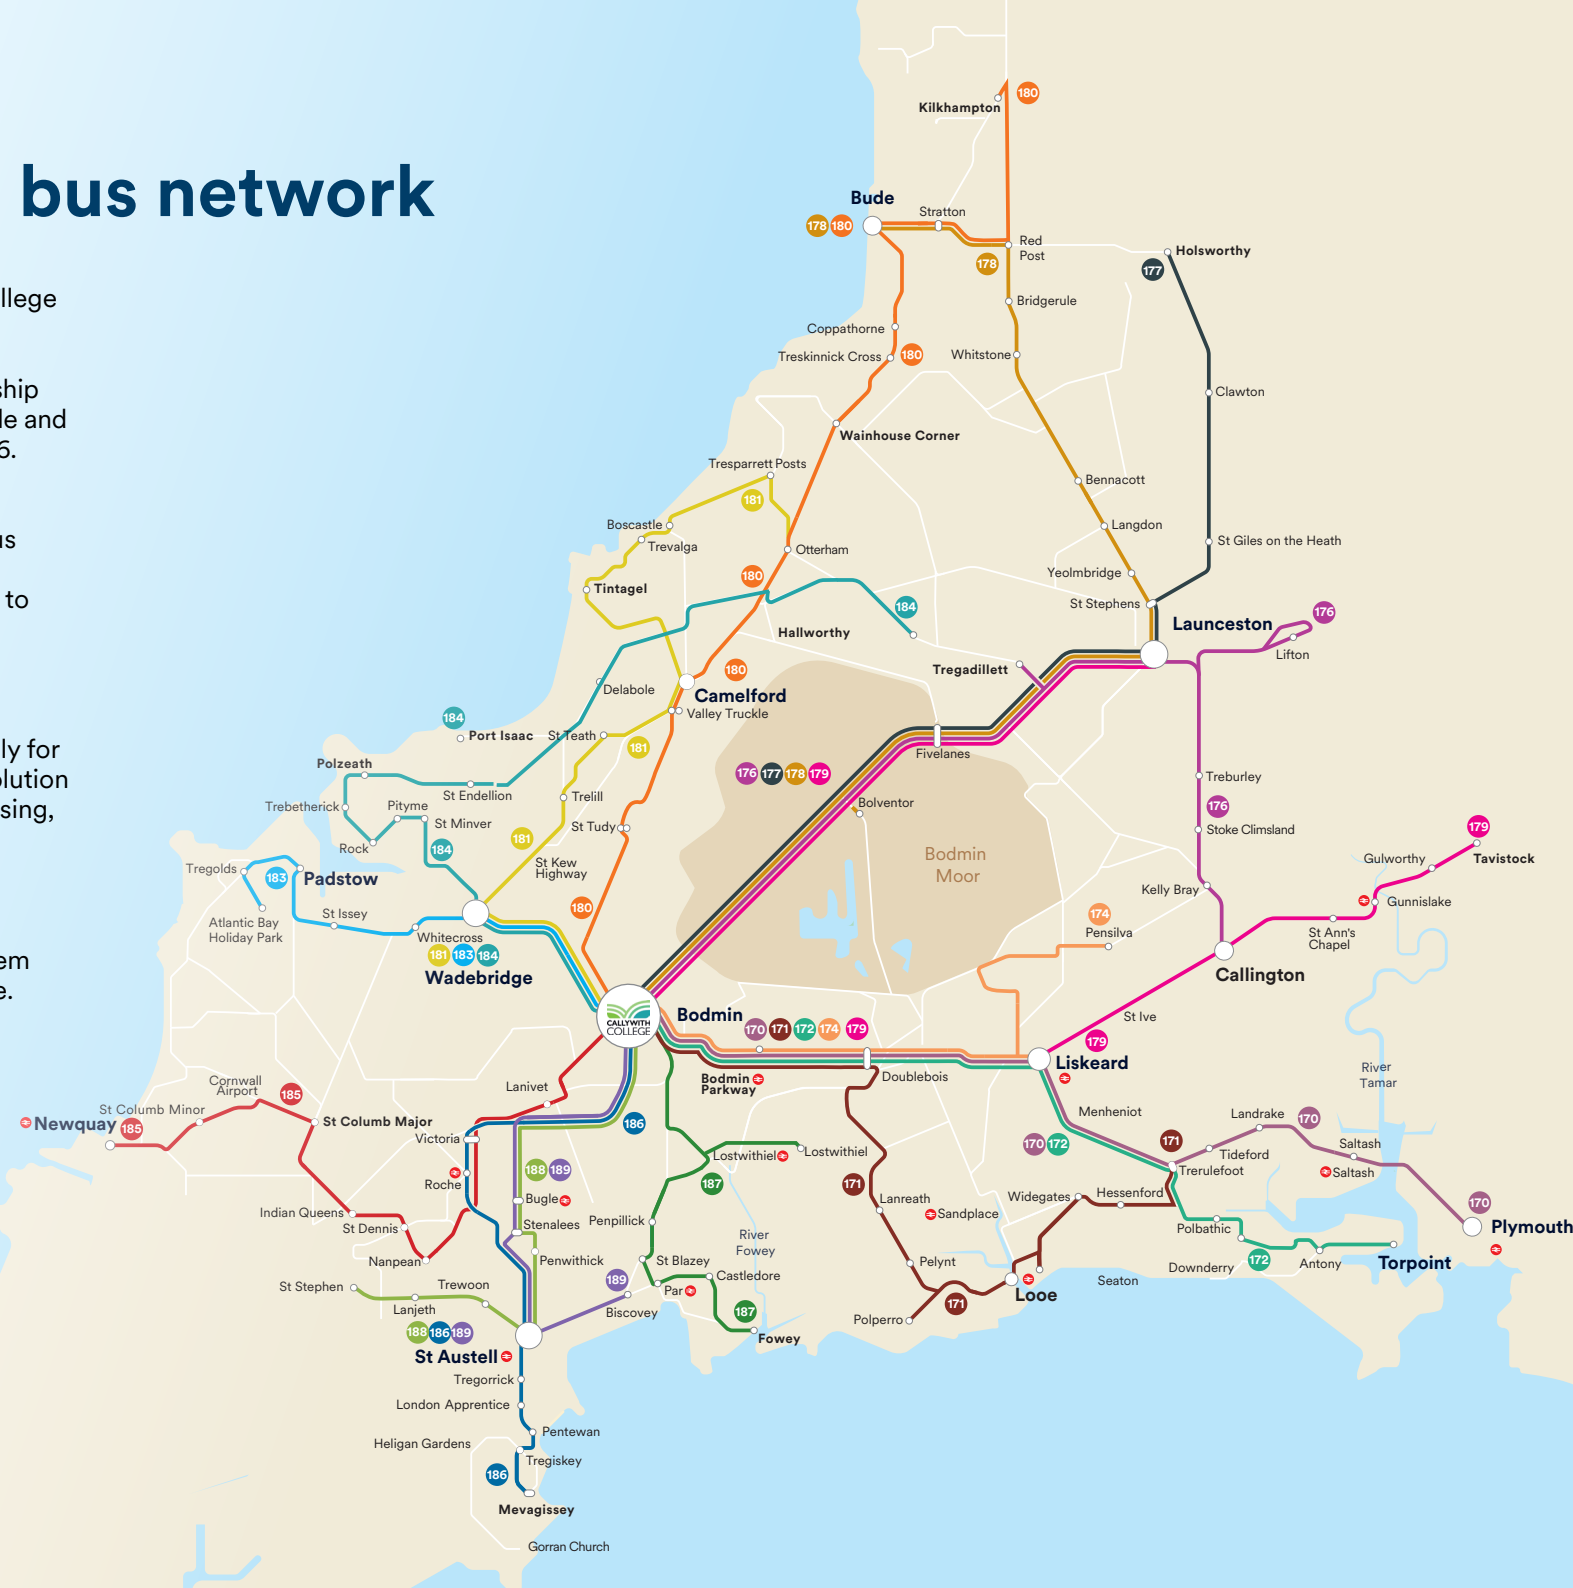 bus network
llege
ship
le and
6.
us
to
ly for
olution
sing,
em
e.
Kilkhampton
180
Bude
178 180
Stratton
Red
Post
178
Holsworthy
177
Bridgerule
Coppathorne
Treskinnick Cross
180
Whitstone
Clawton
Wainhouse Corner
Tresparrett Posts
181
Bennacott
Boscastle
Trevalga
Langdon
St Giles on the Heath
Otterham
Yeolmbridge
180
Tintagel
184
St Stephens
Launceston
176
Hallworthy
Lifton
Tregadillett
180
Delabole
Camelford
Valley Truckle
184
Port Isaac
St Teath
181
Fivelanes
Polzeath
176 177 178 179
Treburley
St Endellion
Trelill
Trebetherick
Pityme
St Minver
Bolventor
176
Stoke Climsland
179
St Tudy
181
Rock
184
Bodmin
Moor
Gulworthy
Tavistock
Tregolds
183
Padstow
St Kew
Highway
Kelly Bray
Gunnislake
180
174
Pensilva
St Issey
Atlantic Bay
Holiday Park
Whitecross
181 183 184
Wadebridge
St Ann's
Chapel
Callington
CALLYWITH
COLLEGE
Bodmin
170 171 172 174 179
St Ive
179
Liskeard
Bodmin
Parkway
Doublebois
River
Tamar
Cornwall
Airport
185
Lanivet
St Columb Minor
Newquay
185
St Columb Major
186
Menheniot
Landrake
170
Victoria
170 172
171
Saltash
Tideford
Lostwithiel
Lostwithiel
Trerulefoot
Saltash
188 189
187
171
Roche
Bugle
Lanreath
Widegates
Hessenford
170
Indian Queens
Penpillick
Sandplace
Plymouth
St Dennis
Stenalees
Polbathic
River
Fowey
Nanpean
Penwithick
St Blazey
Pelynt
172
Antony
Torpoint
Downderry
Castledore
St Stephen
Trewoon
189
Par
Seaton
Looe
Lanjeth
Biscovey
187
171
Polperro
188 186 189
Fowey
St Austell
Tregorrick
London Apprentice
Pentewan
Heligan Gardens
Tregiskey
186
Mevagissey
Gorran Church